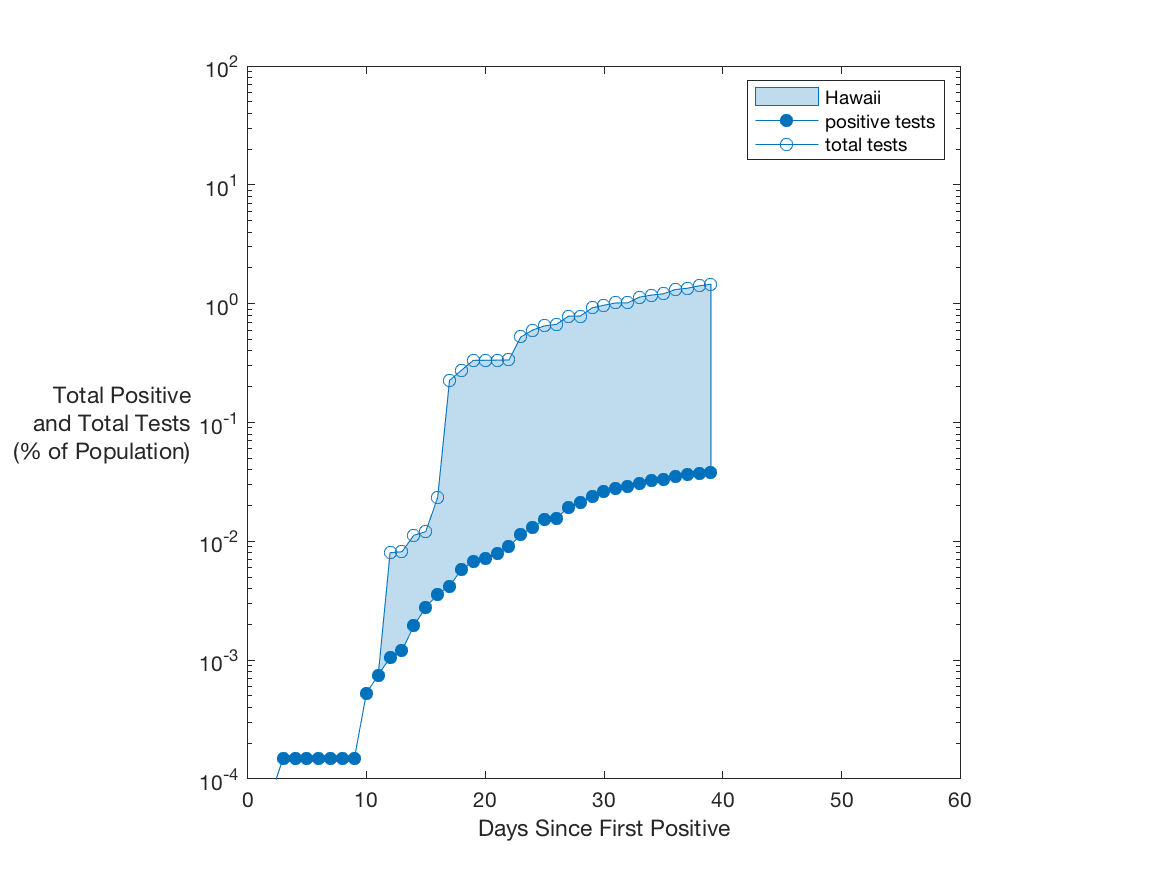 10^2
10^1
10^0
10^-1
10^-2
10^-3
10^-4
Total Positive
and Total Tests
(% of Population)
Hawaii
positive tests
total tests
0 10 20 30 40 50 60
Days Since First Positive